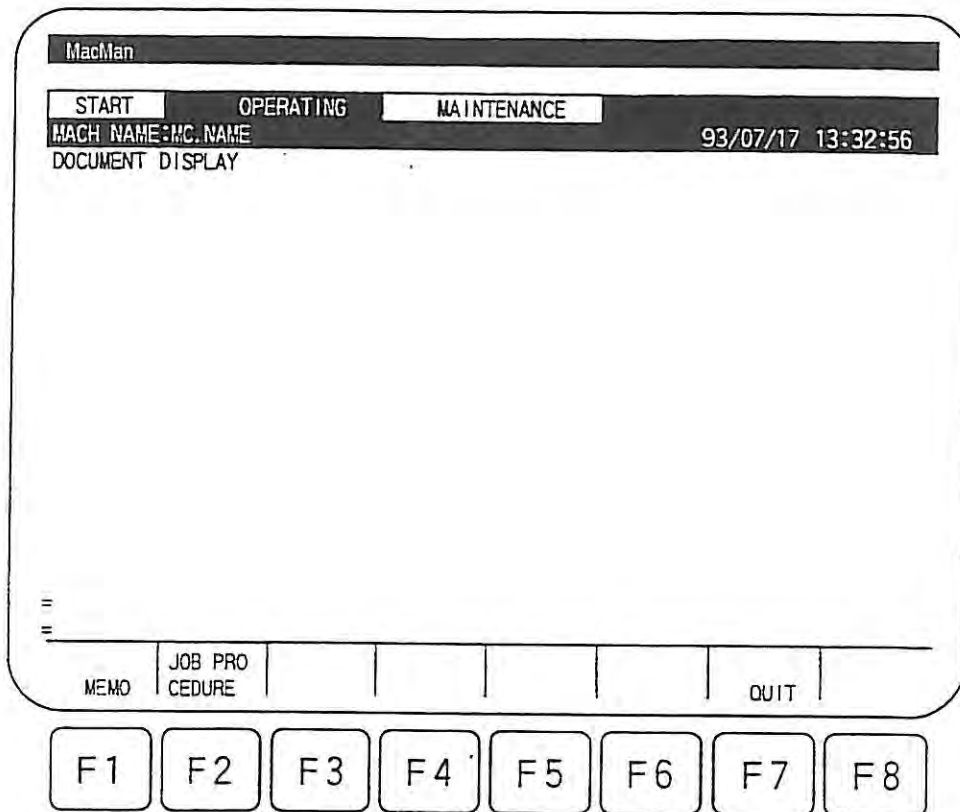 MacMan
START OPERATING MAINTENANCE
MACH NAME:MC.NAME 93/07/17 13:32:56
DOCUMENT DISPLAY
=
=
JOB PRO
MEMO CEDURE QUIT
F1 F2 F3 F4 F5 F6 F7 F8